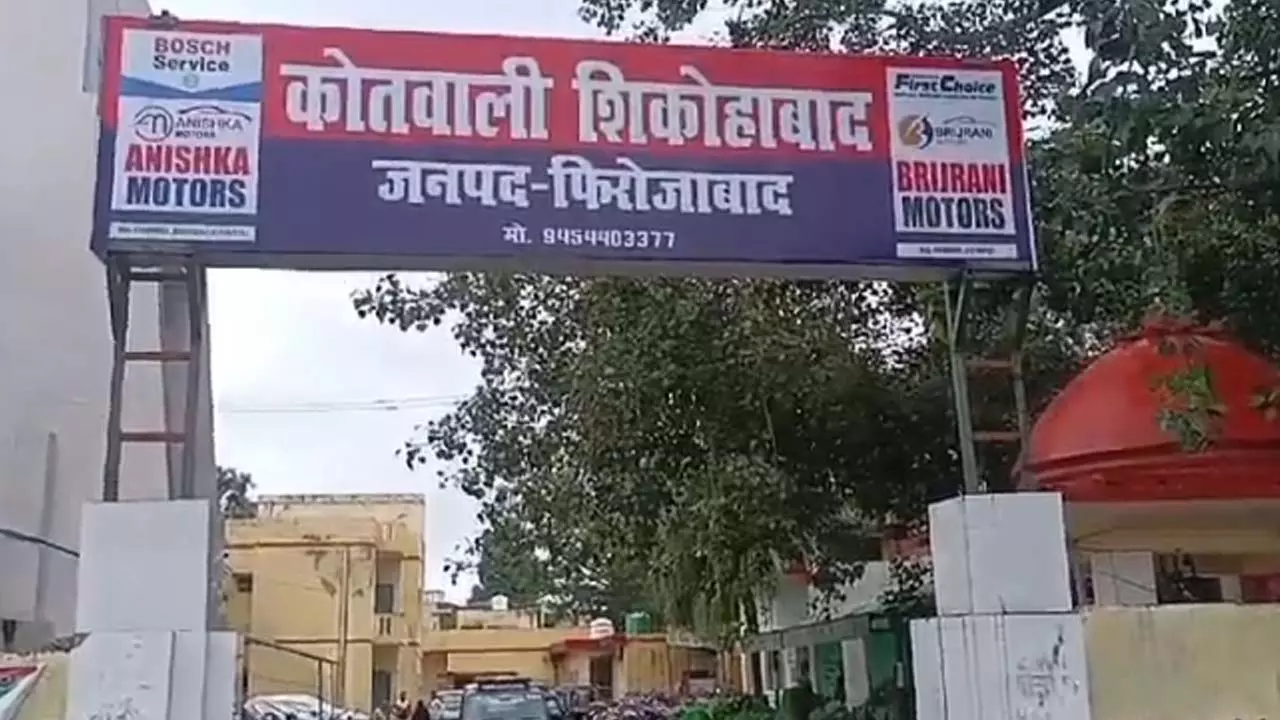 BOSCH
Service
ANISHKA
MOTORS
ANISHKA
MOTORS
कोतवाली शिकोहाबाद
जनपद-फिरोजाबाद
मो. 9454403377
First Choice
BRIJRANI
BRIJRANI
MOTORS